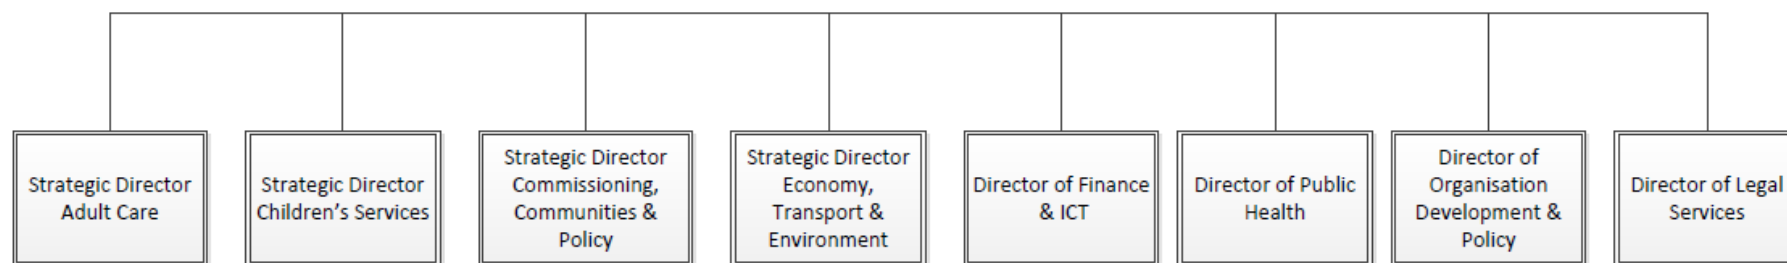 Strategic Director
Adult Care
Strategic Director
Children’s Services
Strategic Director
Commissioning,
Communities &
Policy
Strategic Director
Economy,
Transport &
Environment
Director of Finance
& ICT
Director of Public
Health
Director of
Organisation
Development &
Policy
Director of Legal
Services